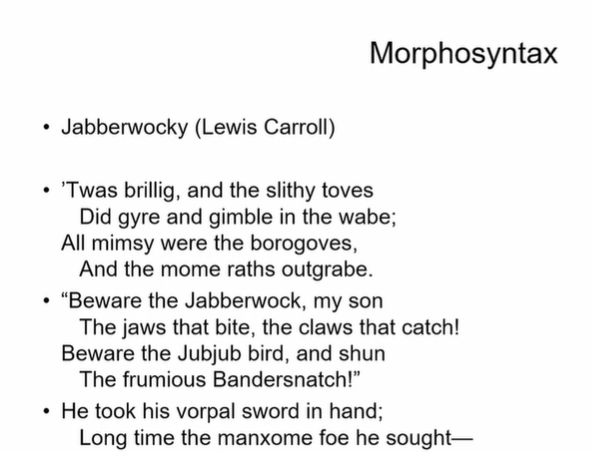 Morphosyntax
• Jabberwocky (Lewis Carroll)
• ’Twas brillig, and the slithy toves
Did gyre and gimble in the wabe;
All mimsy were the borogoves,
And the mome raths outgrabe.
• “Beware the Jabberwock, my son
The jaws that bite, the claws that catch!
Beware the Jubjub bird, and shun
The frumious Bandersnatch!”
• He took his vorpal sword in hand;
Long time the manxome foe he sought—